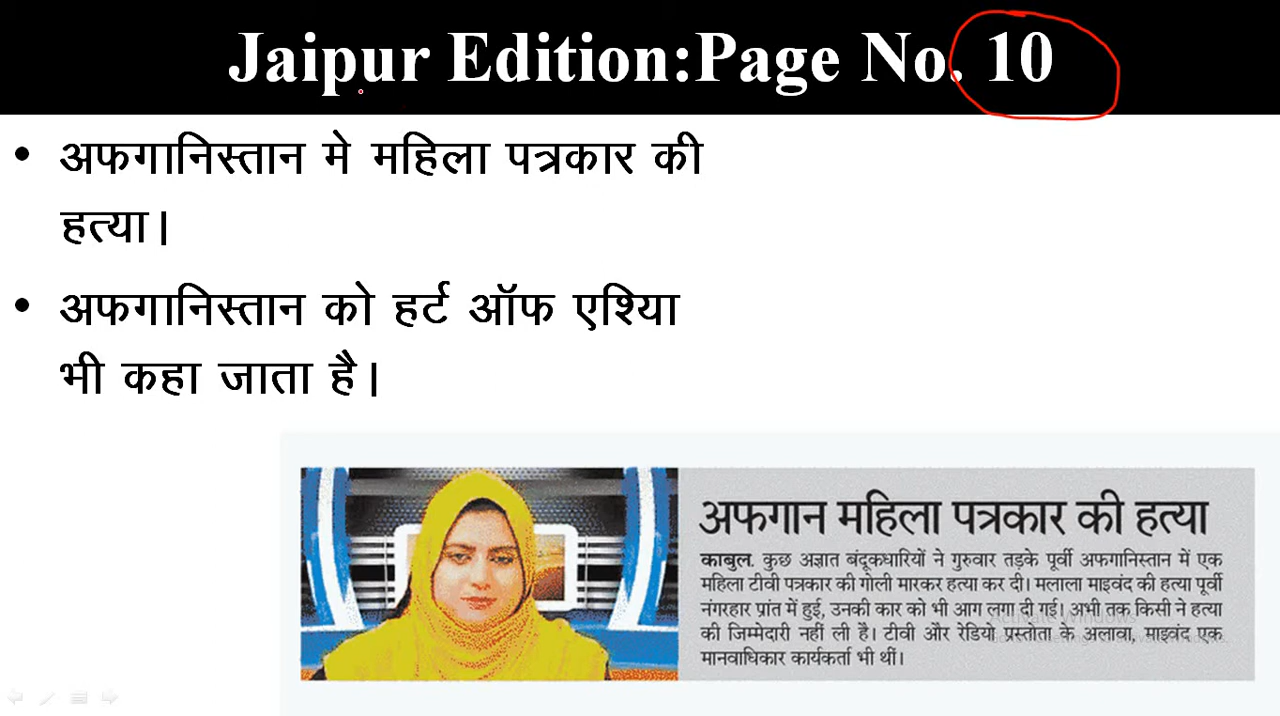 Jaipur Edition:Page No. 10
• अफगानिस्तान मे महिला पत्रकार की
हत्या।
• अफगानिस्तान को हर्ट ऑफ एश्यिा
भी कहा जाता है।
अफगान महिला पत्रकार की हत्या
काबुल. कुछ अज्ञात बंदूकधारियों ने गुरुवार तड़के पूर्वी अफगानिस्तान में एक
महिला टीवी पत्रकार की गोली मारकर हत्या कर दी। मलाला माइवंद की हत्या पूर्वी
नंगरहार प्रांत में हुई, उनकी कार को भी आग लगा दी गई। अभी तक किसी ने हत्या
की जिम्मेदारी नहीं ली है। टीवी और रेडियो प्रस्तोता के अलावा, माइवंद एक
मानवाधिकार कार्यकर्ता भी थीं।
Activate Windows